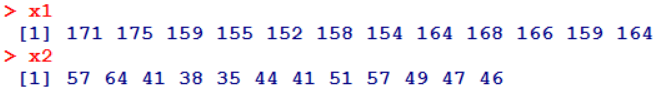 > x1
[1] 171 175 159 155 152 158 154 164 168 166 159 164
> x2
[1] 57 64 41 38 35 44 41 51 57 49 47 46